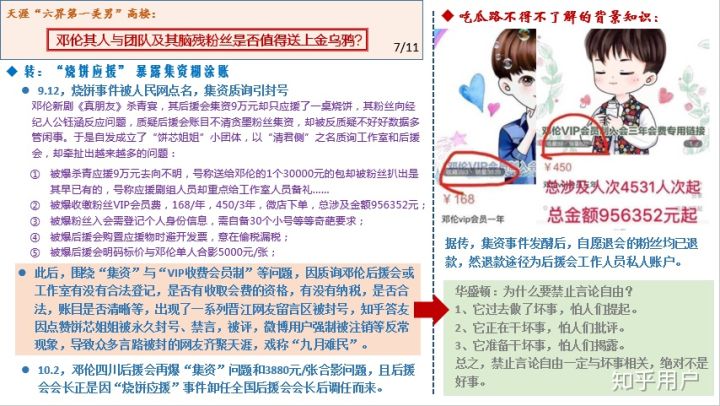 天涯“六界第一美男”高楼：
邓伦其人与团队及其脑残粉丝是否值得送上金乌鸦?
7/11
◆ 转：“烧饼应援” 暴露集资糊涂账
● 9.12，烧饼事件被人民网点名，集资质询引封号
邓伦新剧《真朋友》杀青宴，其后援会集资9万元却只应援了一桌烧饼，其粉丝向经
纪人公钰涵反应问题，质疑后援会账目不清贪墨粉丝集资，却被反质疑不好好做数据多
管闲事。于是自发成立了“饼芯姐姐”小团体，以“清君侧”之名质询工作室和后援
会，却牵扯出越来越多的问题：
① 被爆杀青应援9万元去向不明，号称送给邓伦的1个30000元的包却被粉丝扒出是
其早已有的，号称应援剧组人员却重点给工作室人员备礼......
② 被爆收缴粉丝VIP会员费，168/年，450/3年，微店下单，总涉及金额956352元；
③ 被爆粉丝入会需登记个人身份信息，需自备30个小号等等奇葩要求；
④ 被爆后援会购置应援物时避开发票，意在偷税漏税；
⑤ 被爆后援会明码标价与邓伦单人合影5000元/张；
● 此后，围绕“集资”与“VIP收费会员制”等问题，因质询邓伦后援会或
工作室有没有合法登记，是否有收取会费的资格，有没有纳税，是否合
法，账目是否清晰等，出现了一系列晋江网友留言区被封号，知乎答友
因点赞饼芯姐姐被永久封号、禁言，被评，微博用户强制被注销等反常
现象，导致众多言路被封的网友齐聚天涯，戏称“九月难民”。
● 10.2，邓伦四川后援会再爆“集资”问题和3880元/张合影问题，且后援
会会长正是因“烧饼应援”事件卸任全国后援会会长后调任而来。
◆ 吃瓜路不得不了解的背景知识：
邓伦VIP会员
¥ 168
邓伦vip会员一年
邓伦VIP会员制入会三年会费专用链接
¥ 450
总涉及人次4531人次起
总金额956352元起
据传，集资事件发酵后，自愿退会的粉丝均已退
款，然退款途径为后援会工作人员私人账户。
华盛顿：为什么要禁止言论自由？
1、它过去做了坏事，怕人们提起。
2、它正在干坏事，怕人们批评。
3、它准备干坏事，怕人们揭露。
总之，禁止言论自由一定与坏事相关，绝对不是
好事。
知乎用户